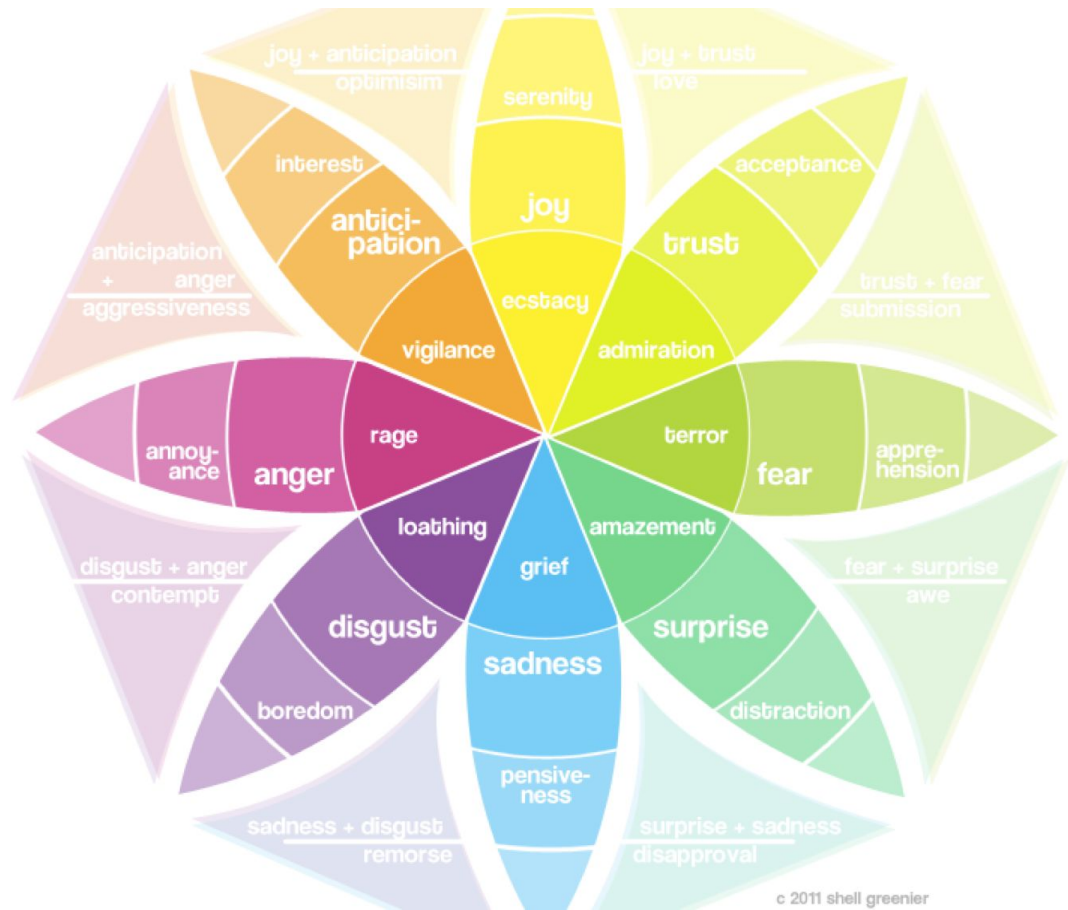 joy + anticipation
optimisim
joy + trust
love
serenity
interest
acceptance
joy
antici-
pation
trust
anticipation
+ anger
aggressiveness
trust + fear
submission
ecstacy
vigilance
admiration
rage
terror
annoy-
ance
anger
fear
appre-
hension
loathing
amazement
grief
disgust + anger
contempt
fear + surprise
awe
disgust
surprise
sadness
boredom
distraction
pensive-
ness
sadness + disgust
remorse
surprise + sadness
disapproval
c 2011 shell greenier